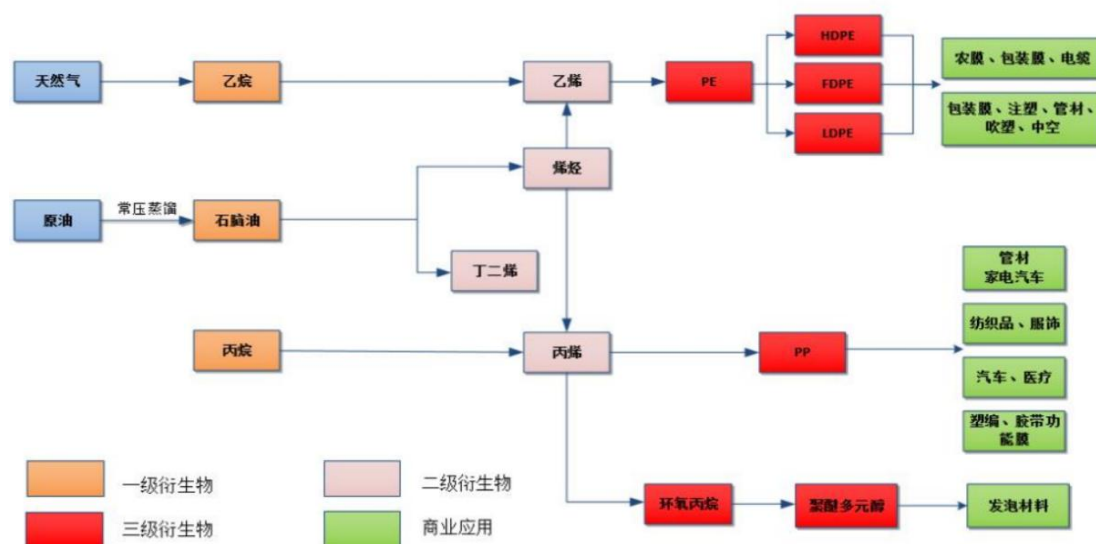 HDPE
农膜、包装膜、电缆
天然气
乙烷
乙烯
PE
FDPE
包装膜、注塑、管材、
吹塑、中空
LDPE
烯烃
常压蒸馏
原油
石脑油
丁二烯
管材
家电汽车
纺织品、服饰
丙烷
丙烯
PP
汽车、医疗
塑编、胶带功
能膜
一级衍生物
二级衍生物
三级衍生物
商业应用
环氧丙烷
聚醚多元醇
发泡材料